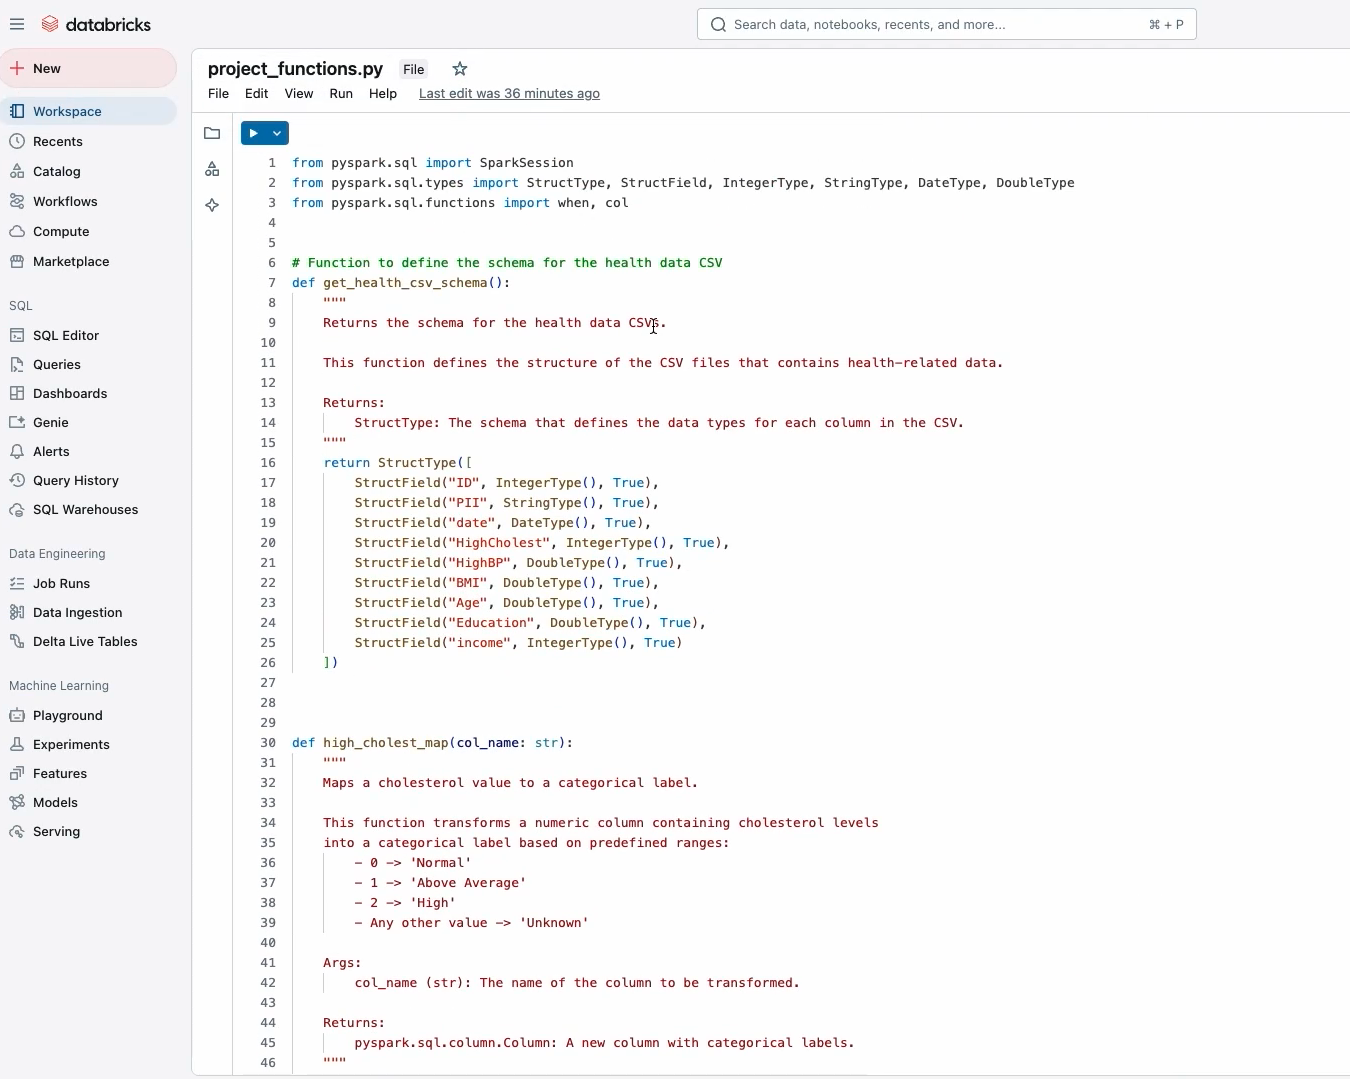 databricks
Search data, notebooks, recents, and more...
⌘ + P
New
Workspace
Recents
Catalog
Workflows
Compute
Marketplace
SQL
SQL Editor
Queries
Dashboards
Genie
Alerts
Query History
SQL Warehouses
Data Engineering
Job Runs
Data Ingestion
Delta Live Tables
Machine Learning
Playground
Experiments
Features
Models
Serving
project_functions.py File
File Edit View Run Help Last edit was 36 minutes ago
1 from pyspark.sql import SparkSession
2 from pyspark.sql.types import StructType, StructField, IntegerType, StringType, DateType, DoubleType
3 from pyspark.sql.functions import when, col
4
5
6 # Function to define the schema for the health data CSV
7 def get_health_csv_schema():
8 """
9 Returns the schema for the health data CSVs.
10
11 This function defines the structure of the CSV files that contains health-related data.
12
13 Returns:
14 StructType: The schema that defines the data types for each column in the CSV.
15 """
16 return StructType([
17 StructField("ID", IntegerType(), True),
18 StructField("PII", StringType(), True),
19 StructField("date", DateType(), True),
20 StructField("HighCholest", IntegerType(), True),
21 StructField("HighBP", DoubleType(), True),
22 StructField("BMI", DoubleType(), True),
23 StructField("Age", DoubleType(), True),
24 StructField("Education", DoubleType(), True),
25 StructField("income", IntegerType(), True)
26 ])
27
28
29
30 def high_cholest_map(col_name: str):
31 """
32 Maps a cholesterol value to a categorical label.
33
34 This function transforms a numeric column containing cholesterol levels
35 into a categorical label based on predefined ranges:
36 - 0 -> 'Normal'
37 - 1 -> 'Above Average'
38 - 2 -> 'High'
39 - Any other value -> 'Unknown'
40
41 Args:
42 col_name (str): The name of the column to be transformed.
43
44 Returns:
45 pyspark.sql.column.Column: A new column with categorical labels.
46 """